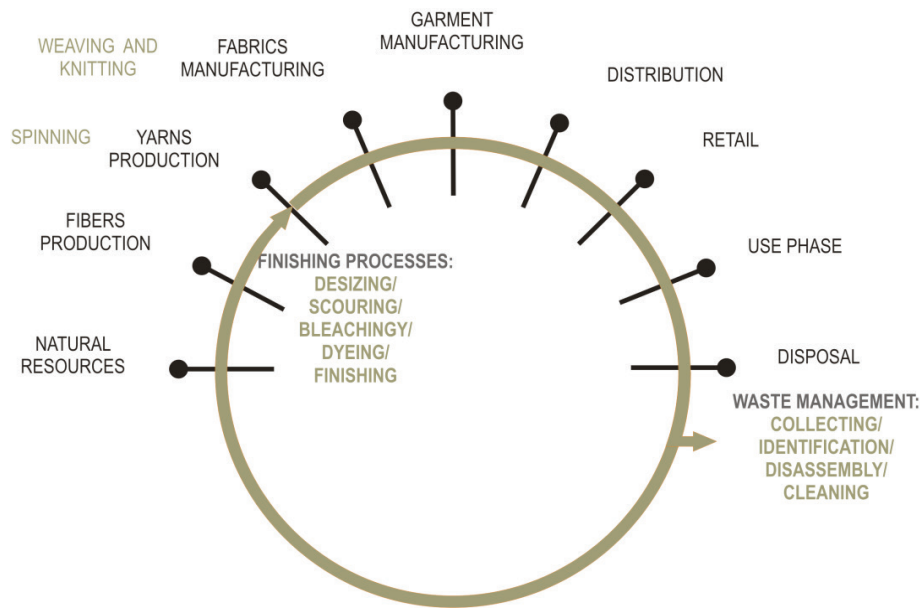 GARMENT
MANUFACTURING
WEAVING AND
KNITTING
FABRICS
MANUFACTURING
DISTRIBUTION
SPINNING
YARNS
PRODUCTION
RETAIL
FIBERS
PRODUCTION
USE PHASE
FINISHING PROCESSES:
DESIZING/
SCOURING/
BLEACHINGY/
DYEING/
FINISHING
NATURAL
RESOURCES
DISPOSAL
WASTE MANAGEMENT:
COLLECTING/
IDENTIFICATION/
DISASSEMBLY/
CLEANING